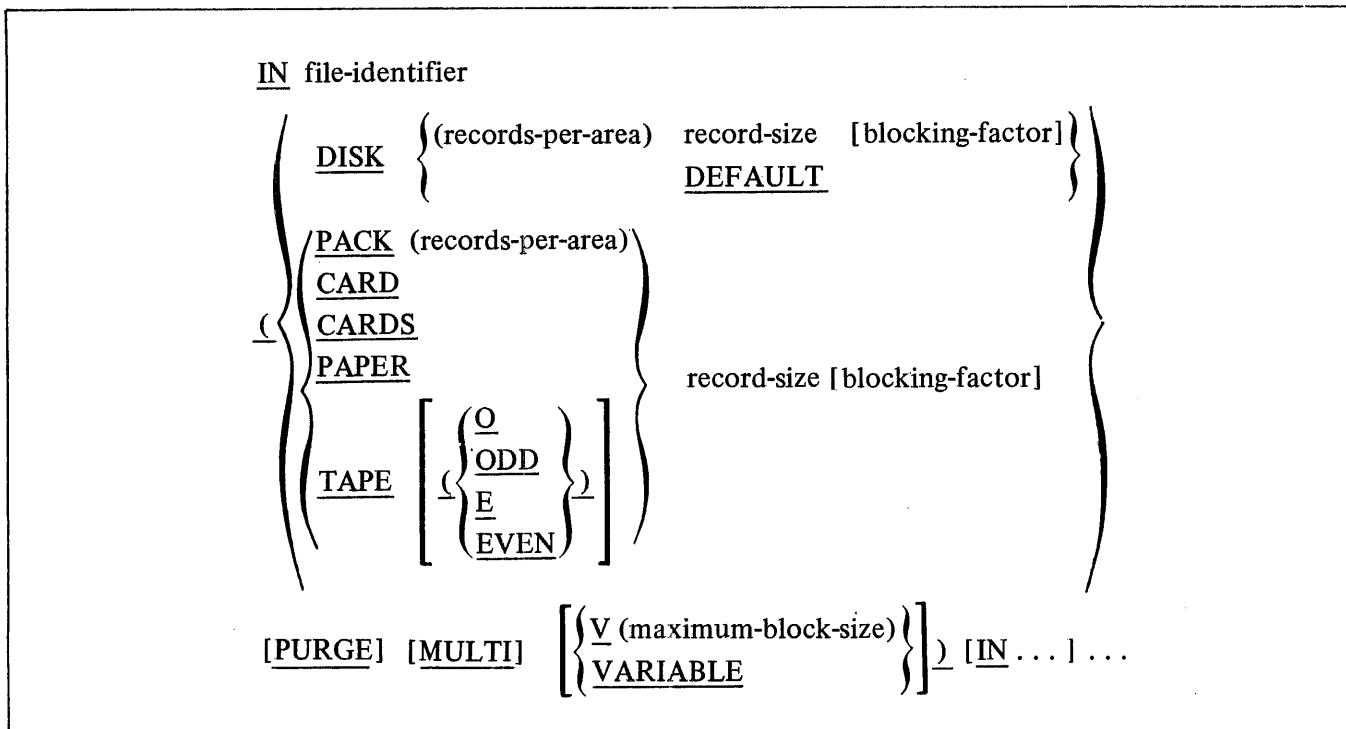 IN file-identifier
DISK (records-per-area) record-size [blocking-factor]
DEFAULT
PACK (records-per-area)
CARD
( CARDS
PAPER
record-size [blocking-factor]
O
ODD
TAPE [ ( ) ]
E
EVEN
[PURGE] [MULTI] [ V (maximum-block-size)
VARIABLE ] ) [IN . . . ] . . .